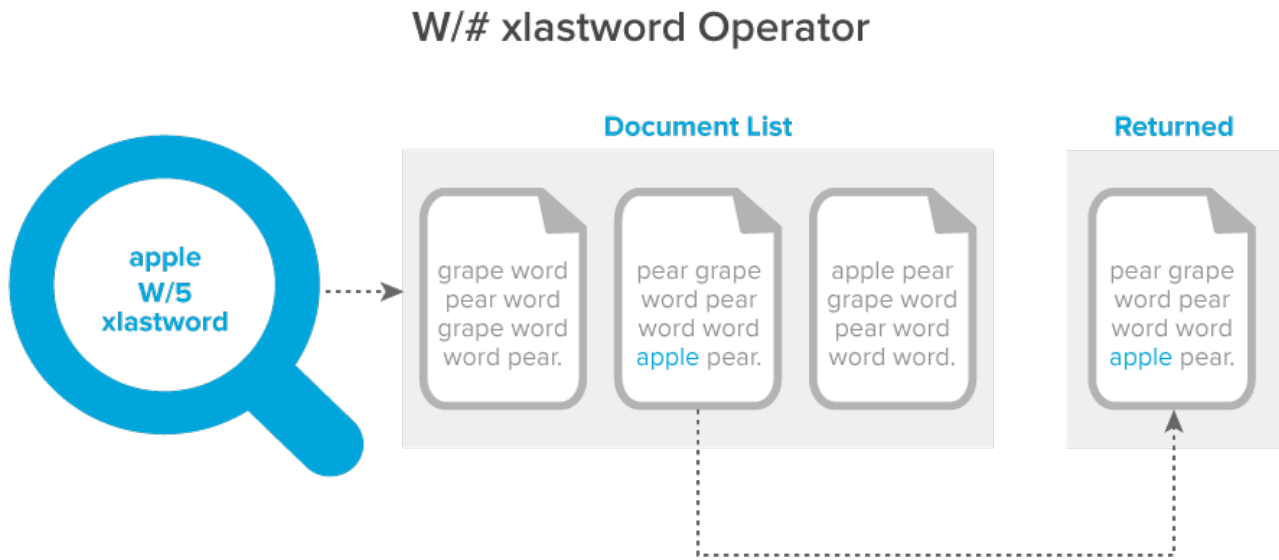 W/# xlastword Operator
Document List
Returned
apple
W/5
xlastword
grape word
pear word
grape word
word pear.
pear grape
word pear
word word
apple pear.
apple pear
grape word
pear word
word word.
pear grape
word pear
word word
apple pear.